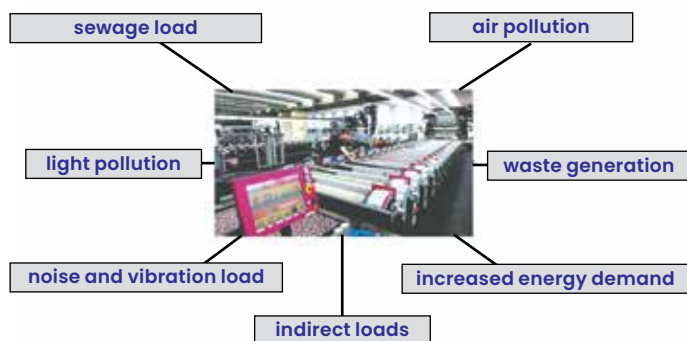 sewage load
air pollution
light pollution
waste generation
noise and vibration load
increased energy demand
indirect loads